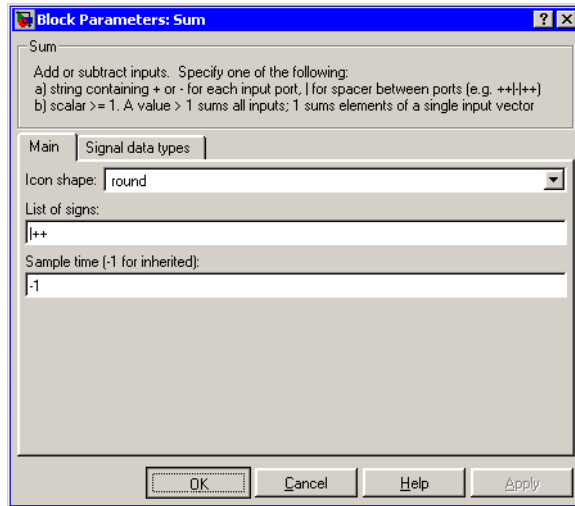 Block Parameters: Sum
Sum
Add or subtract inputs. Specify one of the following:
a) string containing + or - for each input port, | for spacer between ports (e.g. ++|-|++)
b) scalar >= 1. A value > 1 sums all inputs; 1 sums elements of a single input vector
Main Signal data types
Icon shape: round
List of signs:
|++
Sample time (-1 for inherited):
-1
OK Cancel Help Apply